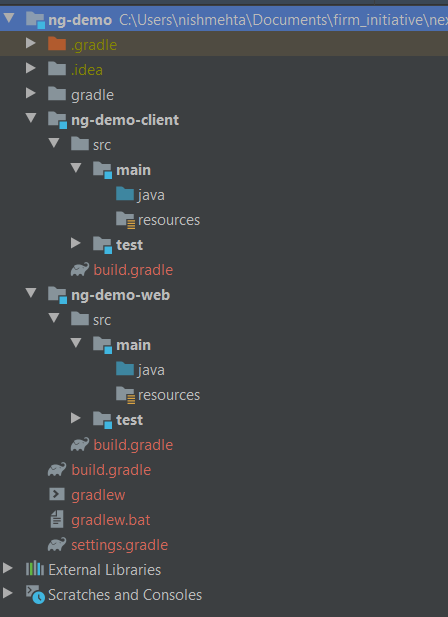 ng-demo C:\Users\nishmehta\Documents\firm_initiative\nex
.gradle
.idea
gradle
ng-demo-client
src
main
java
resources
test
build.gradle
ng-demo-web
src
main
java
resources
test
build.gradle
build.gradle
gradlew
gradlew.bat
settings.gradle
External Libraries
Scratches and Consoles